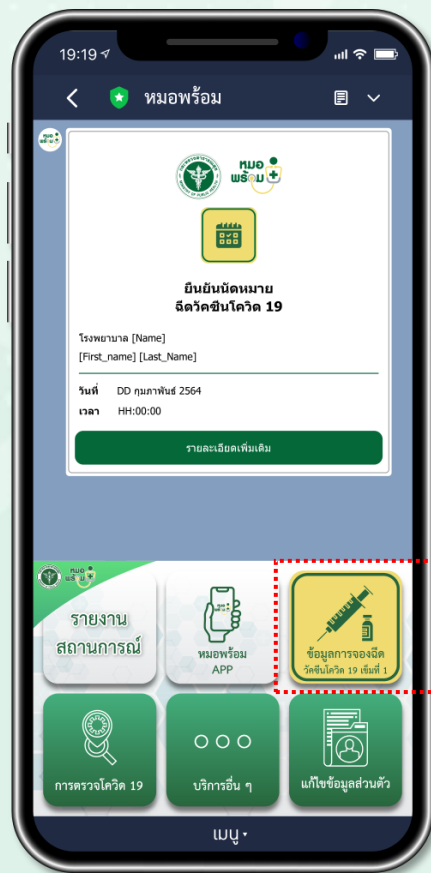 19:19
หมอพร้อม
หมอ
พร้อม
ยืนยันนัดหมาย
ฉีดวัคซีนโควิด 19
โรงพยาบาล [Name]
[First_name] [Last_Name]
วันที่ DD กุมภาพันธ์ 2564
เวลา HH:00:00
รายละเอียดเพิ่มเติม
หมอ
พร้อม
รายงาน
สถานการณ์
หมอพร้อม
APP
ข้อมูลการจองฉีด
วัคซีนโควิด 19 เข็มที่ 1
การตรวจโควิด 19
บริการอื่น ๆ
แก้ไขข้อมูลส่วนตัว
เมนู